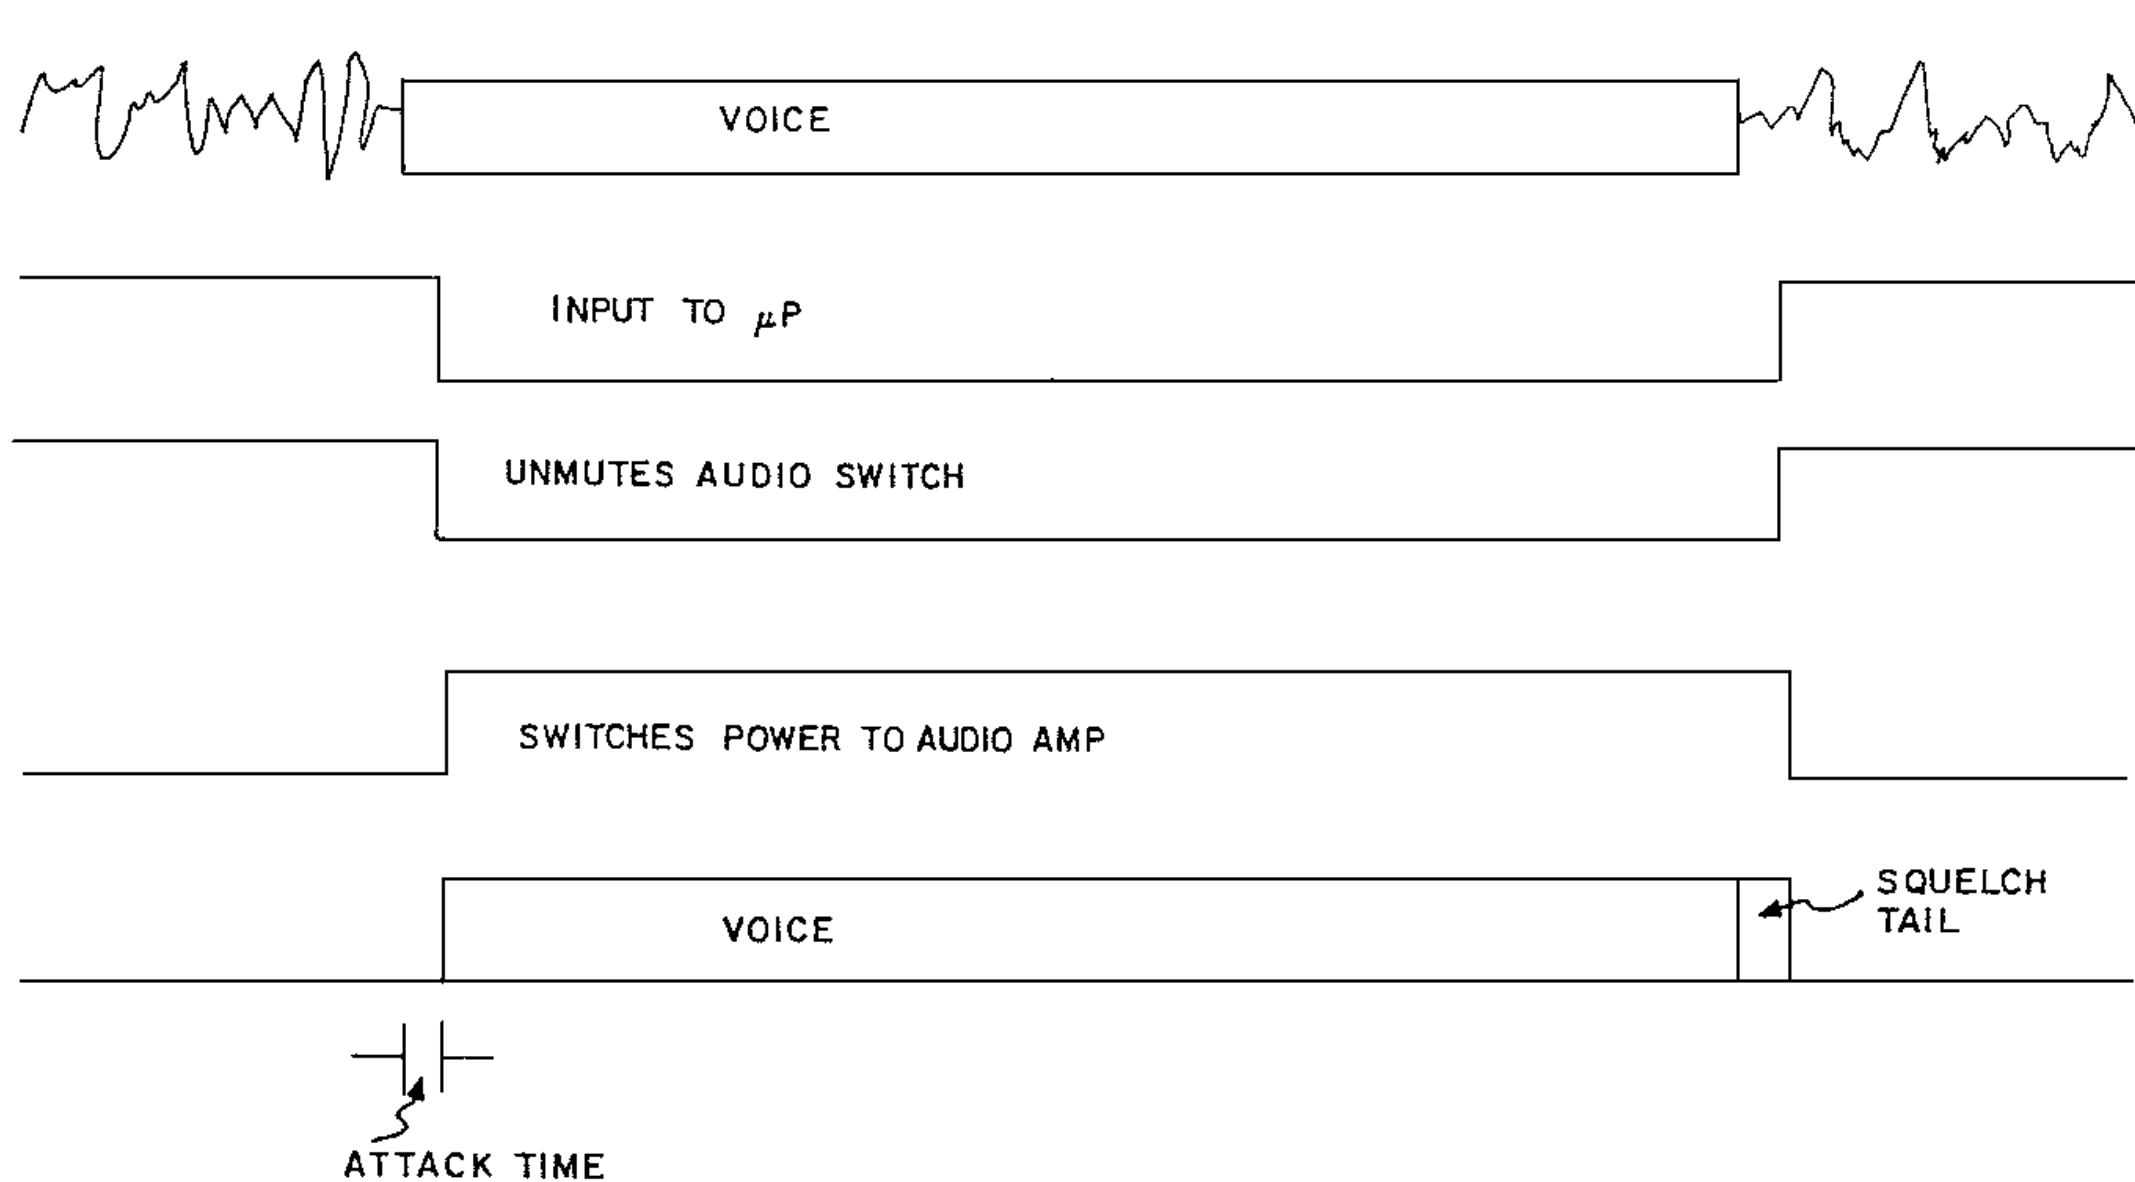 VOICE
INPUT TO µP
UNMUTES AUDIO SWITCH
SWITCHES POWER TO AUDIO AMP
SQUELCH
TAIL
VOICE
ATTACK TIME